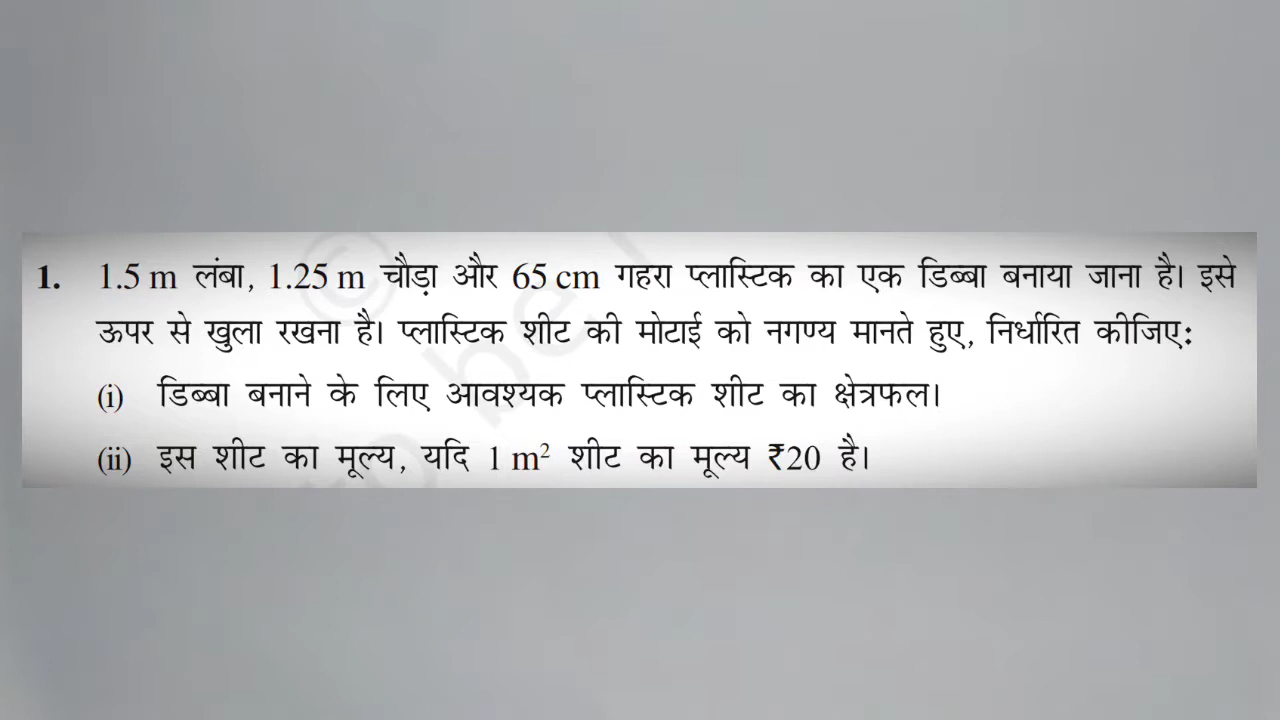 1. 1.5 m लंबा, 1.25 m चौड़ा और 65 cm गहरा प्लास्टिक का एक डिब्बा बनाया जाना है। इसे
ऊपर से खुला रखना है। प्लास्टिक शीट की मोटाई को नगण्य मानते हुए, निर्धारित कीजिए:
(i) डिब्बा बनाने के लिए आवश्यक प्लास्टिक शीट का क्षेत्रफल।
(ii) इस शीट का मूल्य, यदि 1 m² शीट का मूल्य ₹20 है।